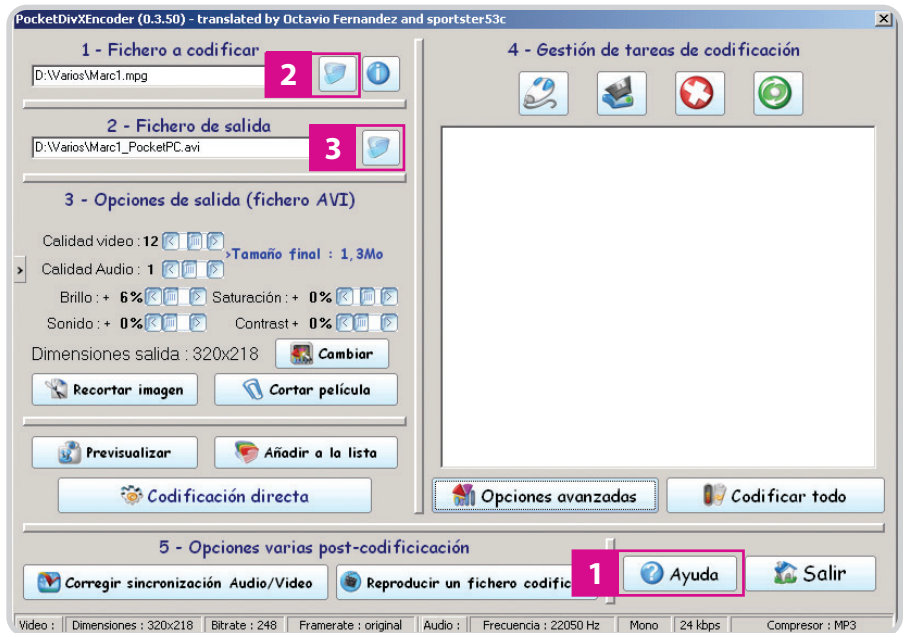 PocketDivXEncoder (0.3.50) - translated by Octavio Fernandez and sportster53c
1 - Fichero a codificar
D:\Varios\Marc1.mpg
2
2 - Fichero de salida
D:\Varios\Marc1_PocketPC.avi
3
3 - Opciones de salida (fichero AVI)
Calidad video : 12
>Tamaño final : 1,3Mo
Calidad Audio : 1
Brillo : + 6% Saturación : + 0%
Sonido : + 0% Contrast + 0%
Dimensiones salida : 320x218 Cambiar
Recortar imagen Cortar película
Previsualizar Añadir a la lista
Codificación directa
4 - Gestión de tareas de codificación
Opciones avanzadas Codificar todo
5 - Opciones varias post-codificicación
Corregir sincronización Audio/Video Reproducir un fichero codific
1 Ayuda Salir
Video : Dimensiones : 320x218 Bitrate : 248 Framerate : original Audio : Frecuencia : 22050 Hz Mono 24 kbps Compresor : MP3